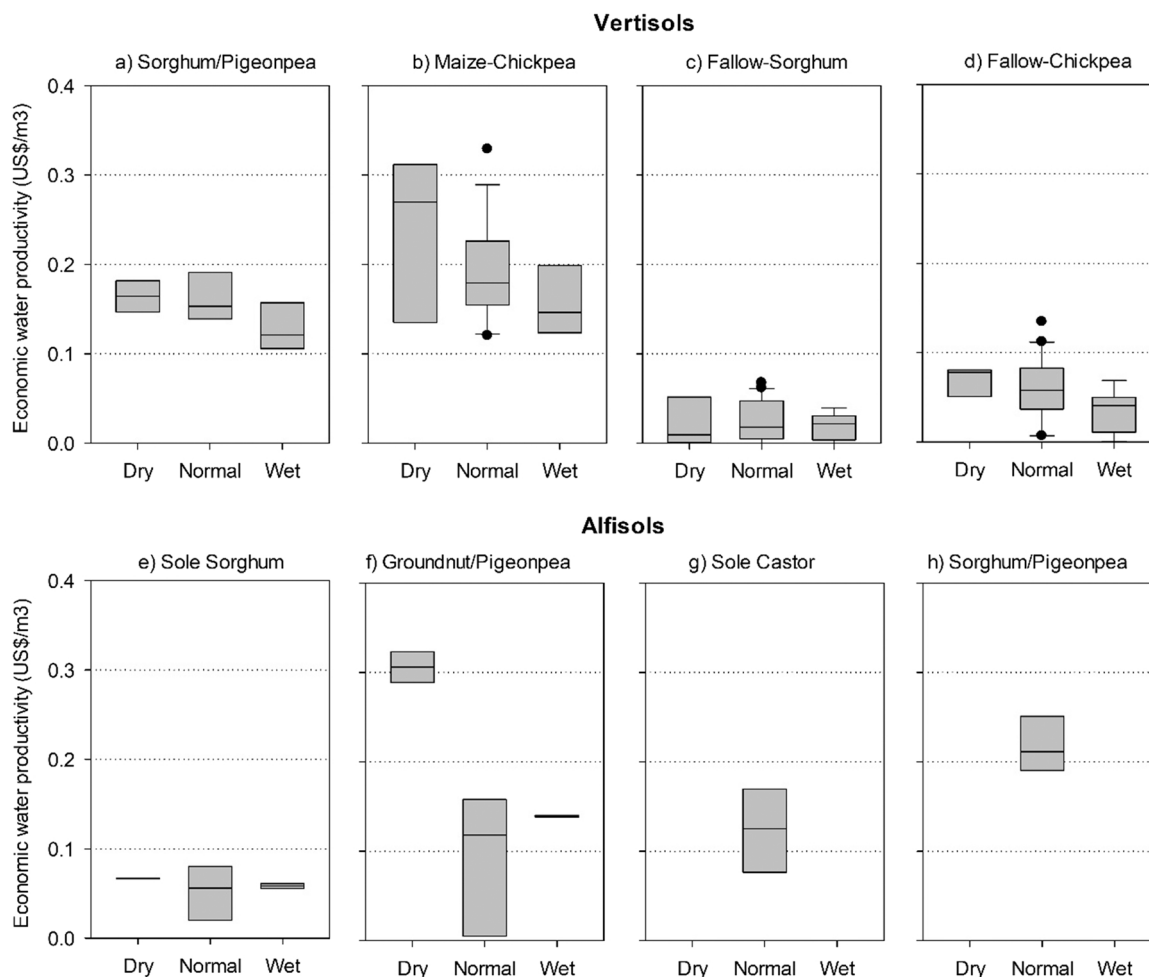 Vertisols
a) Sorghum/Pigeonpea
b) Maize-Chickpea
c) Fallow-Sorghum
d) Fallow-Chickpea
Economic water productivity (US$/m3)
0.4
0.3
0.2
0.1
0.0
Dry Normal Wet
Dry Normal Wet
Dry Normal Wet
Dry Normal Wet
Alfisols
e) Sole Sorghum
f) Groundnut/Pigeonpea
g) Sole Castor
h) Sorghum/Pigeonpea
Economic water productivity (US$/m3)
0.4
0.3
0.2
0.1
0.0
Dry Normal Wet
Dry Normal Wet
Dry Normal Wet
Dry Normal Wet